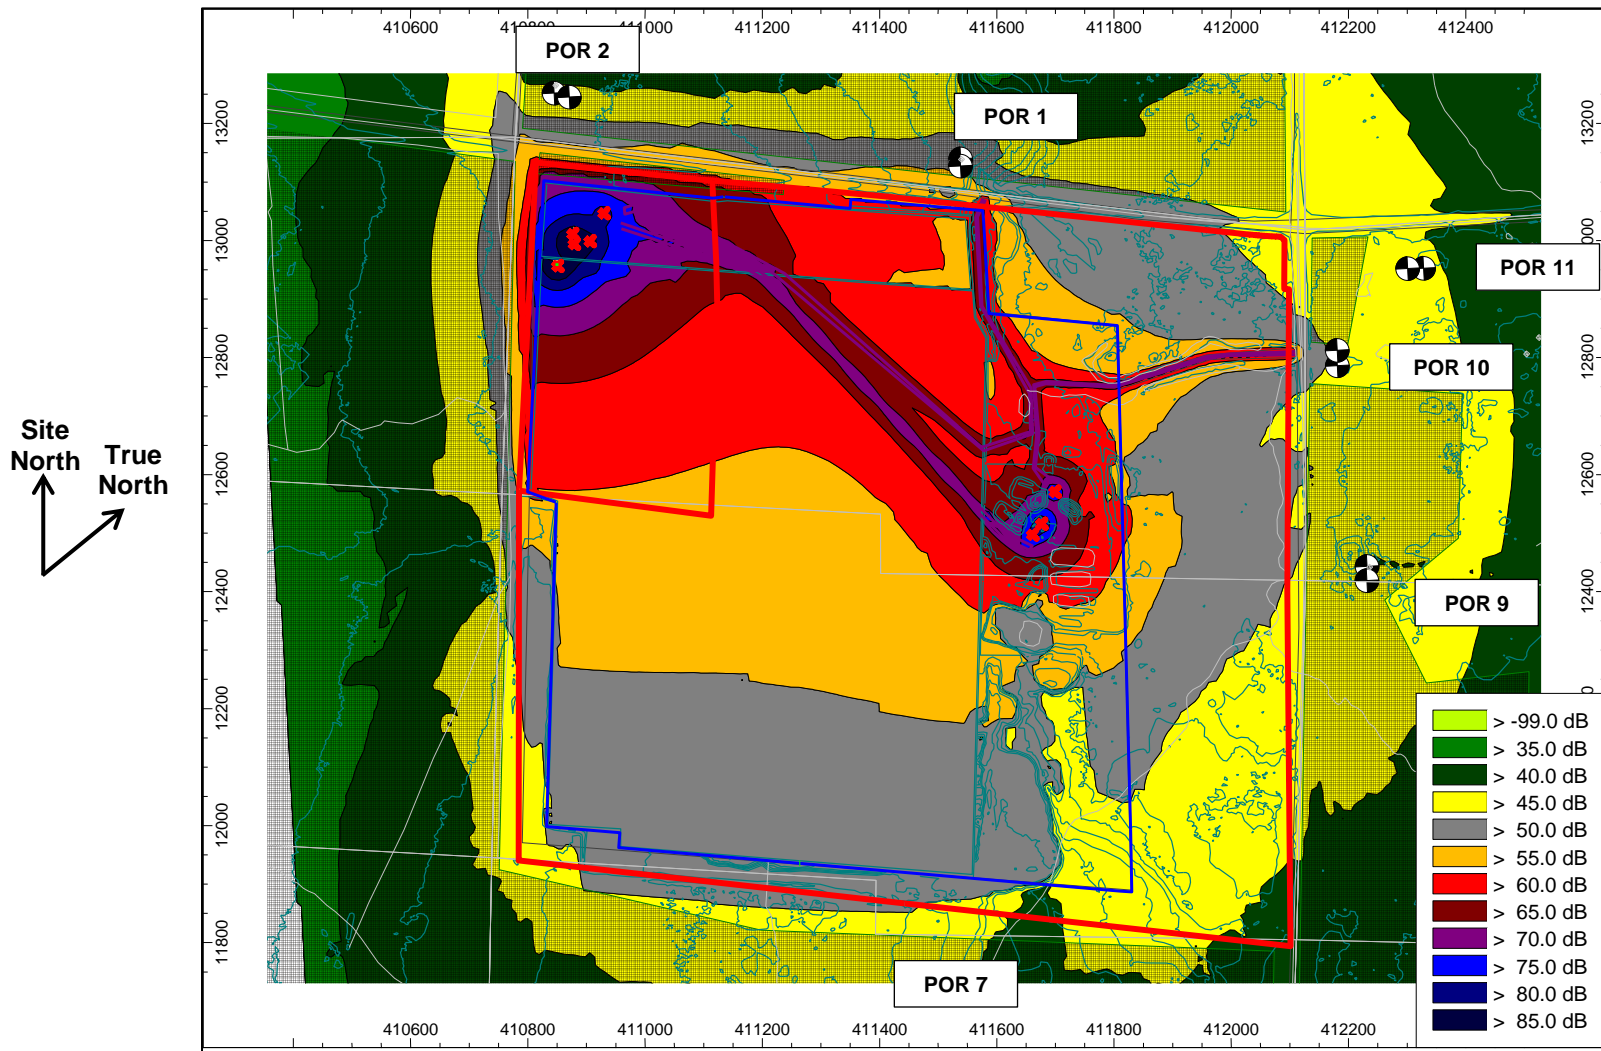 410600 410800 411000 411200 411400 411600 411800 412000 412200 412400
POR 2
POR 1
13200
13200
13000
000
POR 11
12800
12800
POR 10
Site
North
True
North
12600
12600
12400
12400
POR 9
12200
12000
11800
> -99.0 dB
> 35.0 dB
> 40.0 dB
> 45.0 dB
> 50.0 dB
> 55.0 dB
> 60.0 dB
> 65.0 dB
> 70.0 dB
> 75.0 dB
> 80.0 dB
> 85.0 dB
POR 7
410600 410800 411000 411200 411400 411600 411800 412000 412200